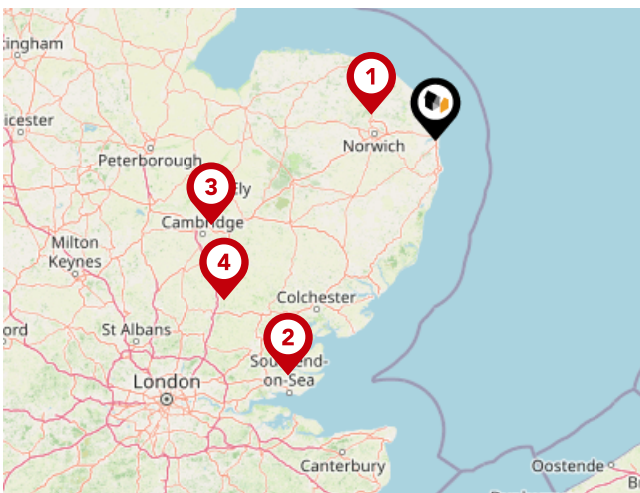 ingham
1
icester
Norwich
Peterborough
3
Ely
Cambridge
Milton
Keynes
4
Colchester
ord
St Albans
2
Southend-
on-Sea
London
Canterbury
Oostende
B